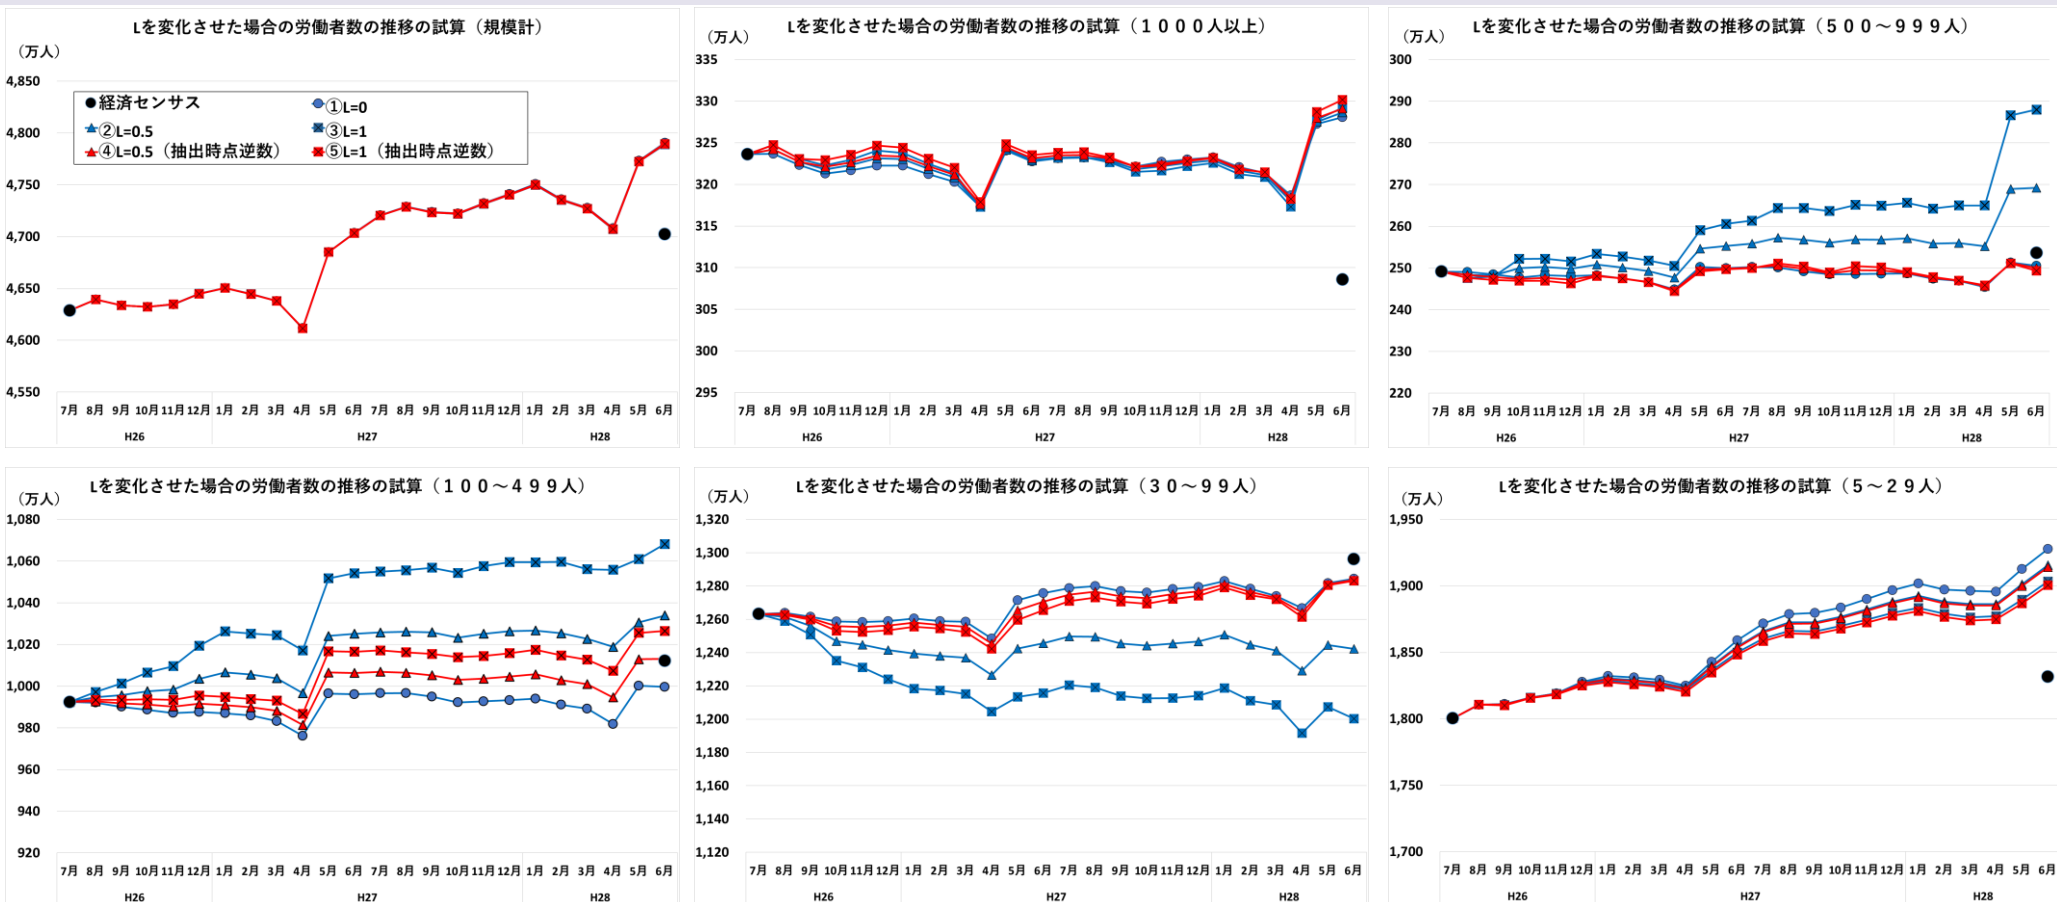 Lを変化させた場合の労働者数の推移の試算（規模計）
（万人）
4,850
4,800
4,750
4,700
4,650
4,600
4,550
●経済センサス
①L=0
②L=0.5
③L=1
④L=0.5（抽出時点逆数）
⑤L=1（抽出時点逆数）
7月 8月 9月 10月 11月 12月 1月 2月 3月 4月 5月 6月 7月 8月 9月 10月 11月 12月 1月 2月 3月 4月 5月 6月
H26 H27 H28
Lを変化させた場合の労働者数の推移の試算（１０００人以上）
（万人）
335
330
325
320
315
310
305
300
295
7月 8月 9月 10月 11月 12月 1月 2月 3月 4月 5月 6月 7月 8月 9月 10月 11月 12月 1月 2月 3月 4月 5月 6月
H26 H27 H28
Lを変化させた場合の労働者数の推移の試算（５００～９９９人）
（万人）
300
290
280
270
260
250
240
230
220
7月 8月 9月 10月 11月 12月 1月 2月 3月 4月 5月 6月 7月 8月 9月 10月 11月 12月 1月 2月 3月 4月 5月 6月
H26 H27 H28
Lを変化させた場合の労働者数の推移の試算（１００～４９９人）
（万人）
1,080
1,060
1,040
1,020
1,000
980
960
940
920
7月 8月 9月 10月 11月 12月 1月 2月 3月 4月 5月 6月 7月 8月 9月 10月 11月 12月 1月 2月 3月 4月 5月 6月
H26 H27 H28
Lを変化させた場合の労働者数の推移の試算（３０～９９人）
（万人）
1,320
1,300
1,280
1,260
1,240
1,220
1,200
1,180
1,160
1,140
1,120
7月 8月 9月 10月 11月 12月 1月 2月 3月 4月 5月 6月 7月 8月 9月 10月 11月 12月 1月 2月 3月 4月 5月 6月
H26 H27 H28
Lを変化させた場合の労働者数の推移の試算（５～２９人）
（万人）
1,950
1,900
1,850
1,800
1,750
1,700
7月 8月 9月 10月 11月 12月 1月 2月 3月 4月 5月 6月 7月 8月 9月 10月 11月 12月 1月 2月 3月 4月 5月 6月
H26 H27 H28